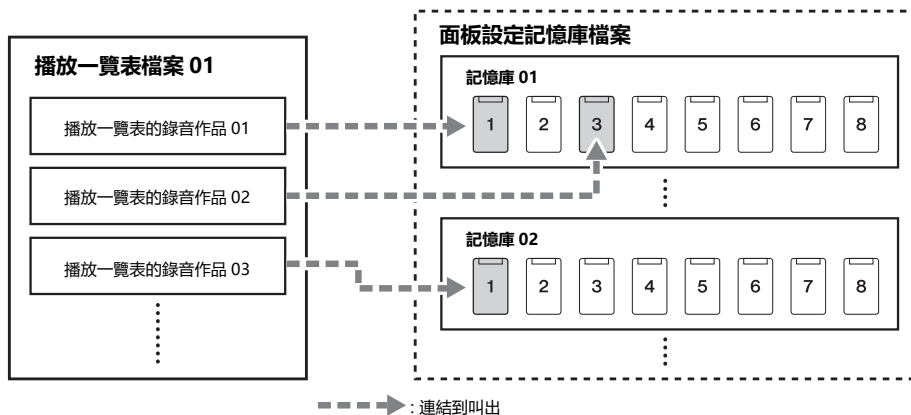 播放一覽表檔案 01
播放一覽表的錄音作品 01
播放一覽表的錄音作品 02
播放一覽表的錄音作品 03
面板設定記憶庫檔案
記憶庫 01
1 2 3 4 5 6 7 8
記憶庫 02
1 2 3 4 5 6 7 8
: 連結到叫出